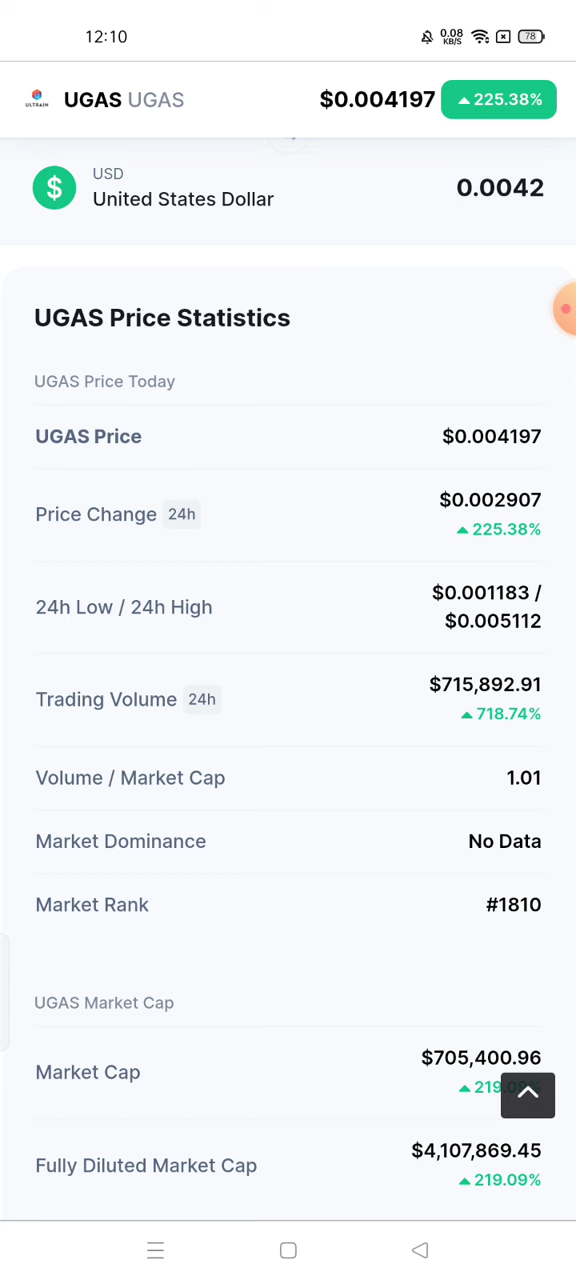 12:10
0.08
KB/S
78
ULTRAIN
UGAS UGAS
$0.004197
225.38%
USD
United States Dollar
0.0042
UGAS Price Statistics
UGAS Price Today
UGAS Price
$0.004197
Price Change 24h
$0.002907
225.38%
24h Low / 24h High
$0.001183 /
$0.005112
Trading Volume 24h
$715,892.91
718.74%
Volume / Market Cap
1.01
Market Dominance
No Data
Market Rank
#1810
UGAS Market Cap
Market Cap
$705,400.96
219.09%
Fully Diluted Market Cap
$4,107,869.45
219.09%